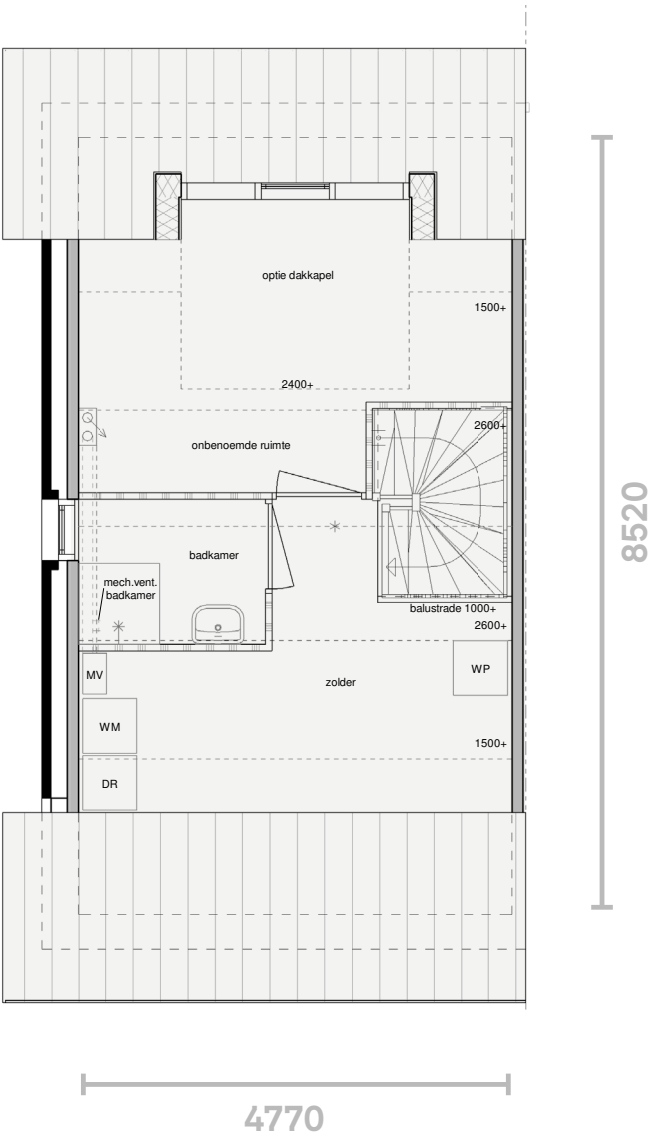 optie dakkapel
1500+
2400+
2600+
onbenoemde ruimte
8520
badkamer
mech.vent.
badkamer
balustrade 1000+
2600+
MV
WP
zolder
WM
1500+
DR
4770